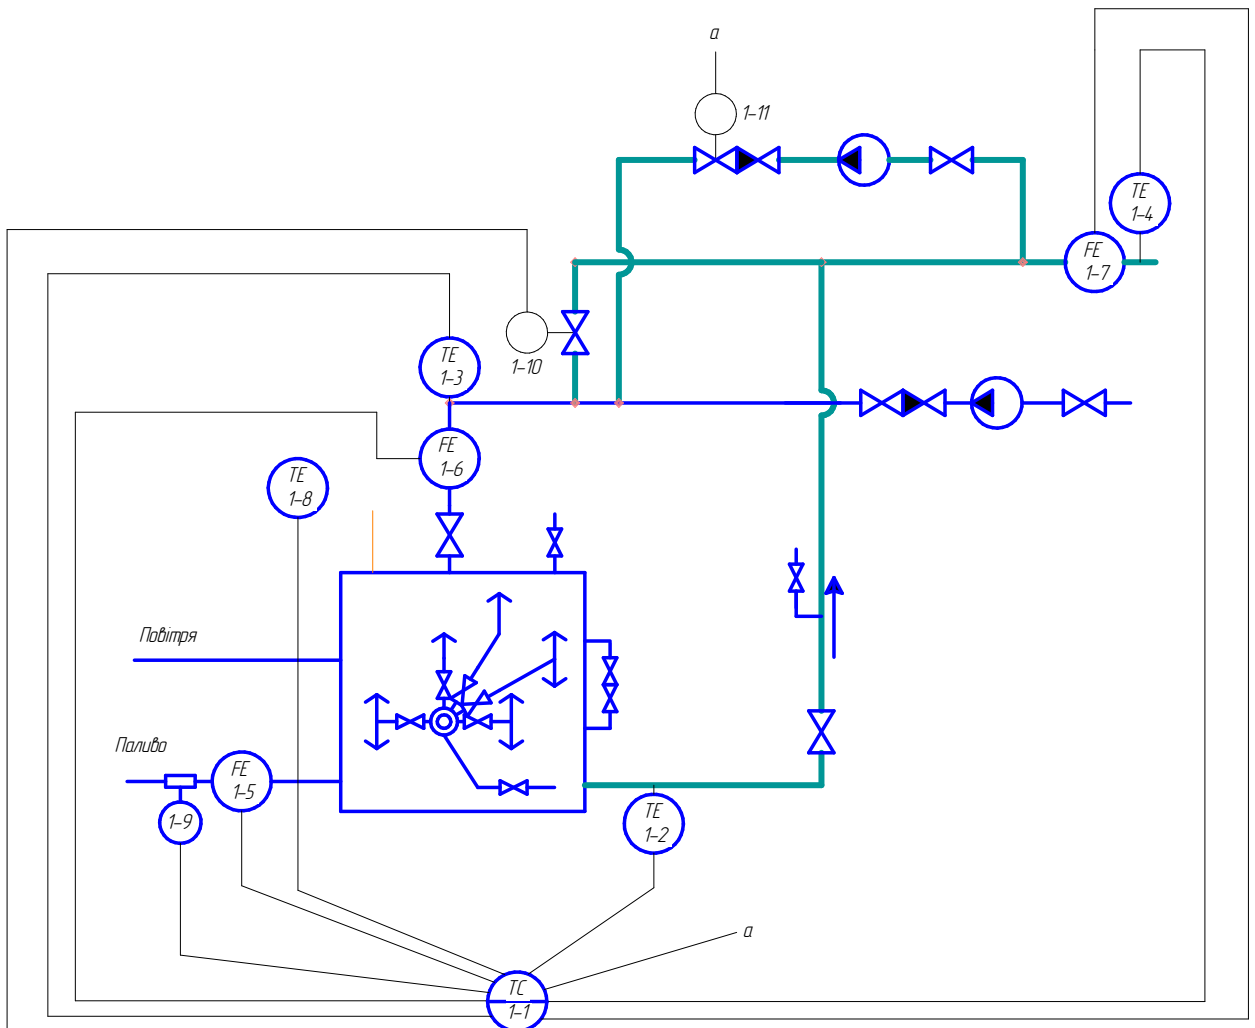 а
1-11
TE
1-4
FE
1-7
TE
1-3
1-10
FE
1-6
TE
1-8
Повітря
Паливо
FE
1-5
1-9
TE
1-2
а
TC
1-1